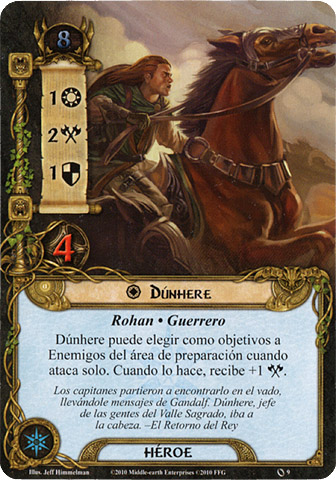 8
1
2
1
4
Dúnhere
Rohan • Guerrero
Dúnhere puede elegir como objetivos a
Enemigos del área de preparación cuando
ataca solo. Cuando lo hace, recibe +1
Los capitanes partieron a encontrarlo en el vado,
llevándole mensajes de Gandalf. Dúnhere, jefe
de las gentes del Valle Sagrado, iba a
la cabeza. –El Retorno del Rey
HÉROE
Illus. Jeff Himmelman ©2010 Middle-earth Enterprises ©2010 FFG 9